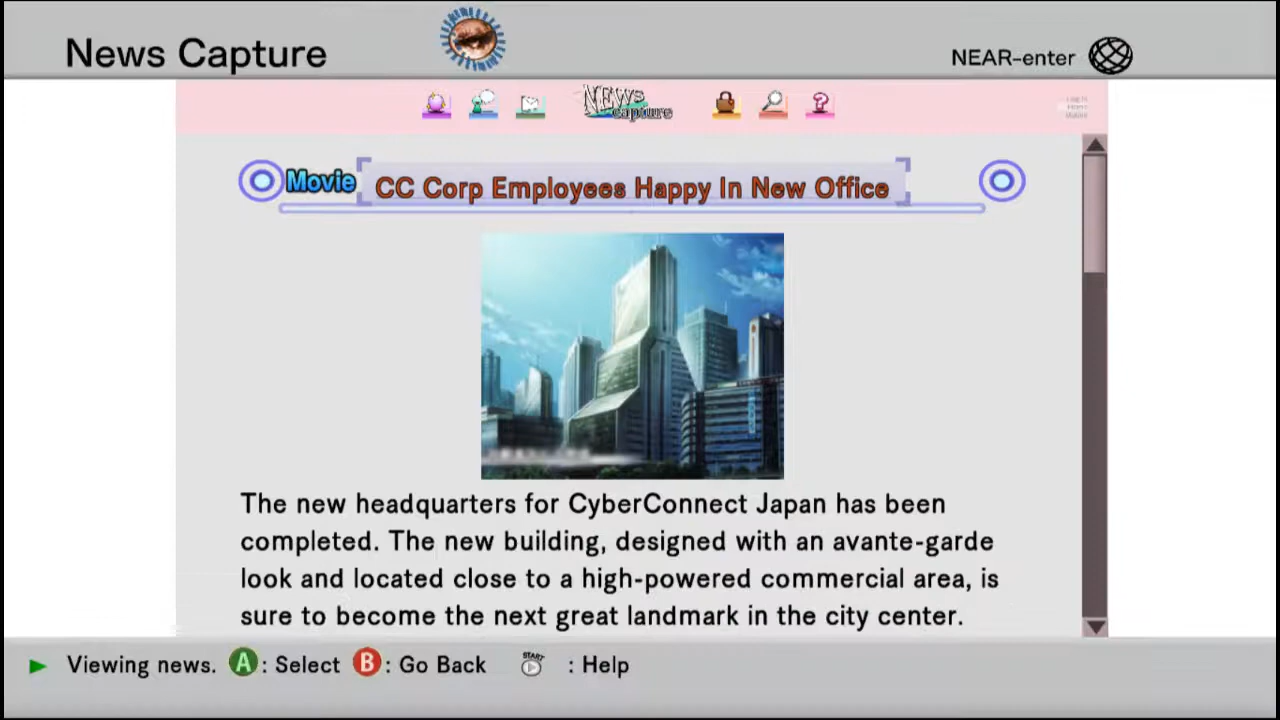 News Capture
NEAR-enter
NEWS
capture
Movie
CC Corp Employees Happy In New Office
The new headquarters for CyberConnect Japan has been
completed. The new building, designed with an avante-garde
look and located close to a high-powered commercial area, is
sure to become the next great landmark in the city center.
Viewing news. A : Select B : Go Back START : Help